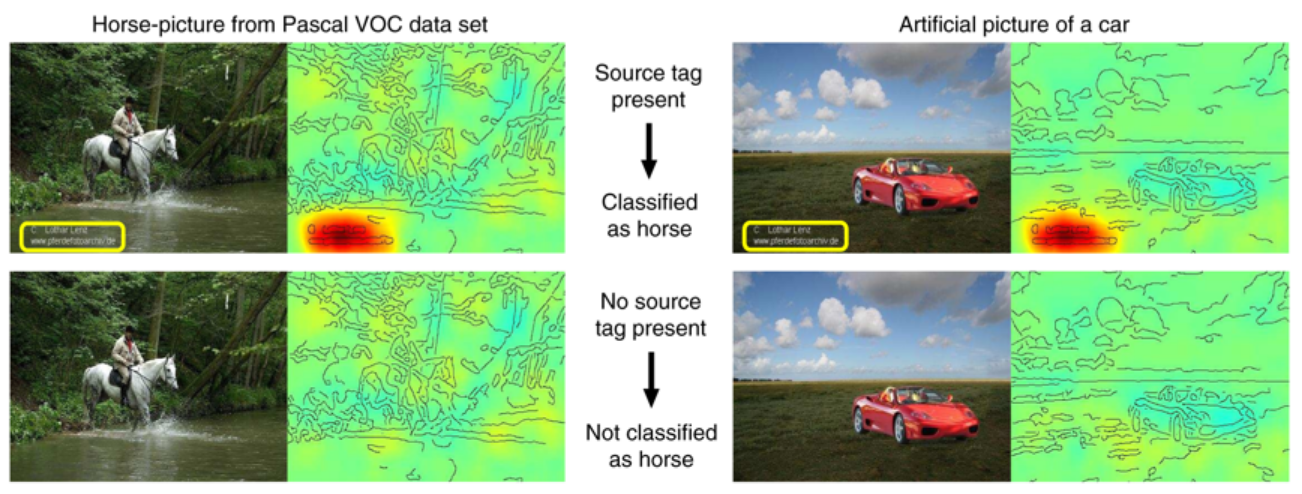 Horse-picture from Pascal VOC data set
Artificial picture of a car
Source tag
present
Classified
as horse
C Lothar Lenz
www.pferdefotoarchiv.de
C Lothar Lenz
www.pferdefotoarchiv.de
No source
tag present
Not classified
as horse